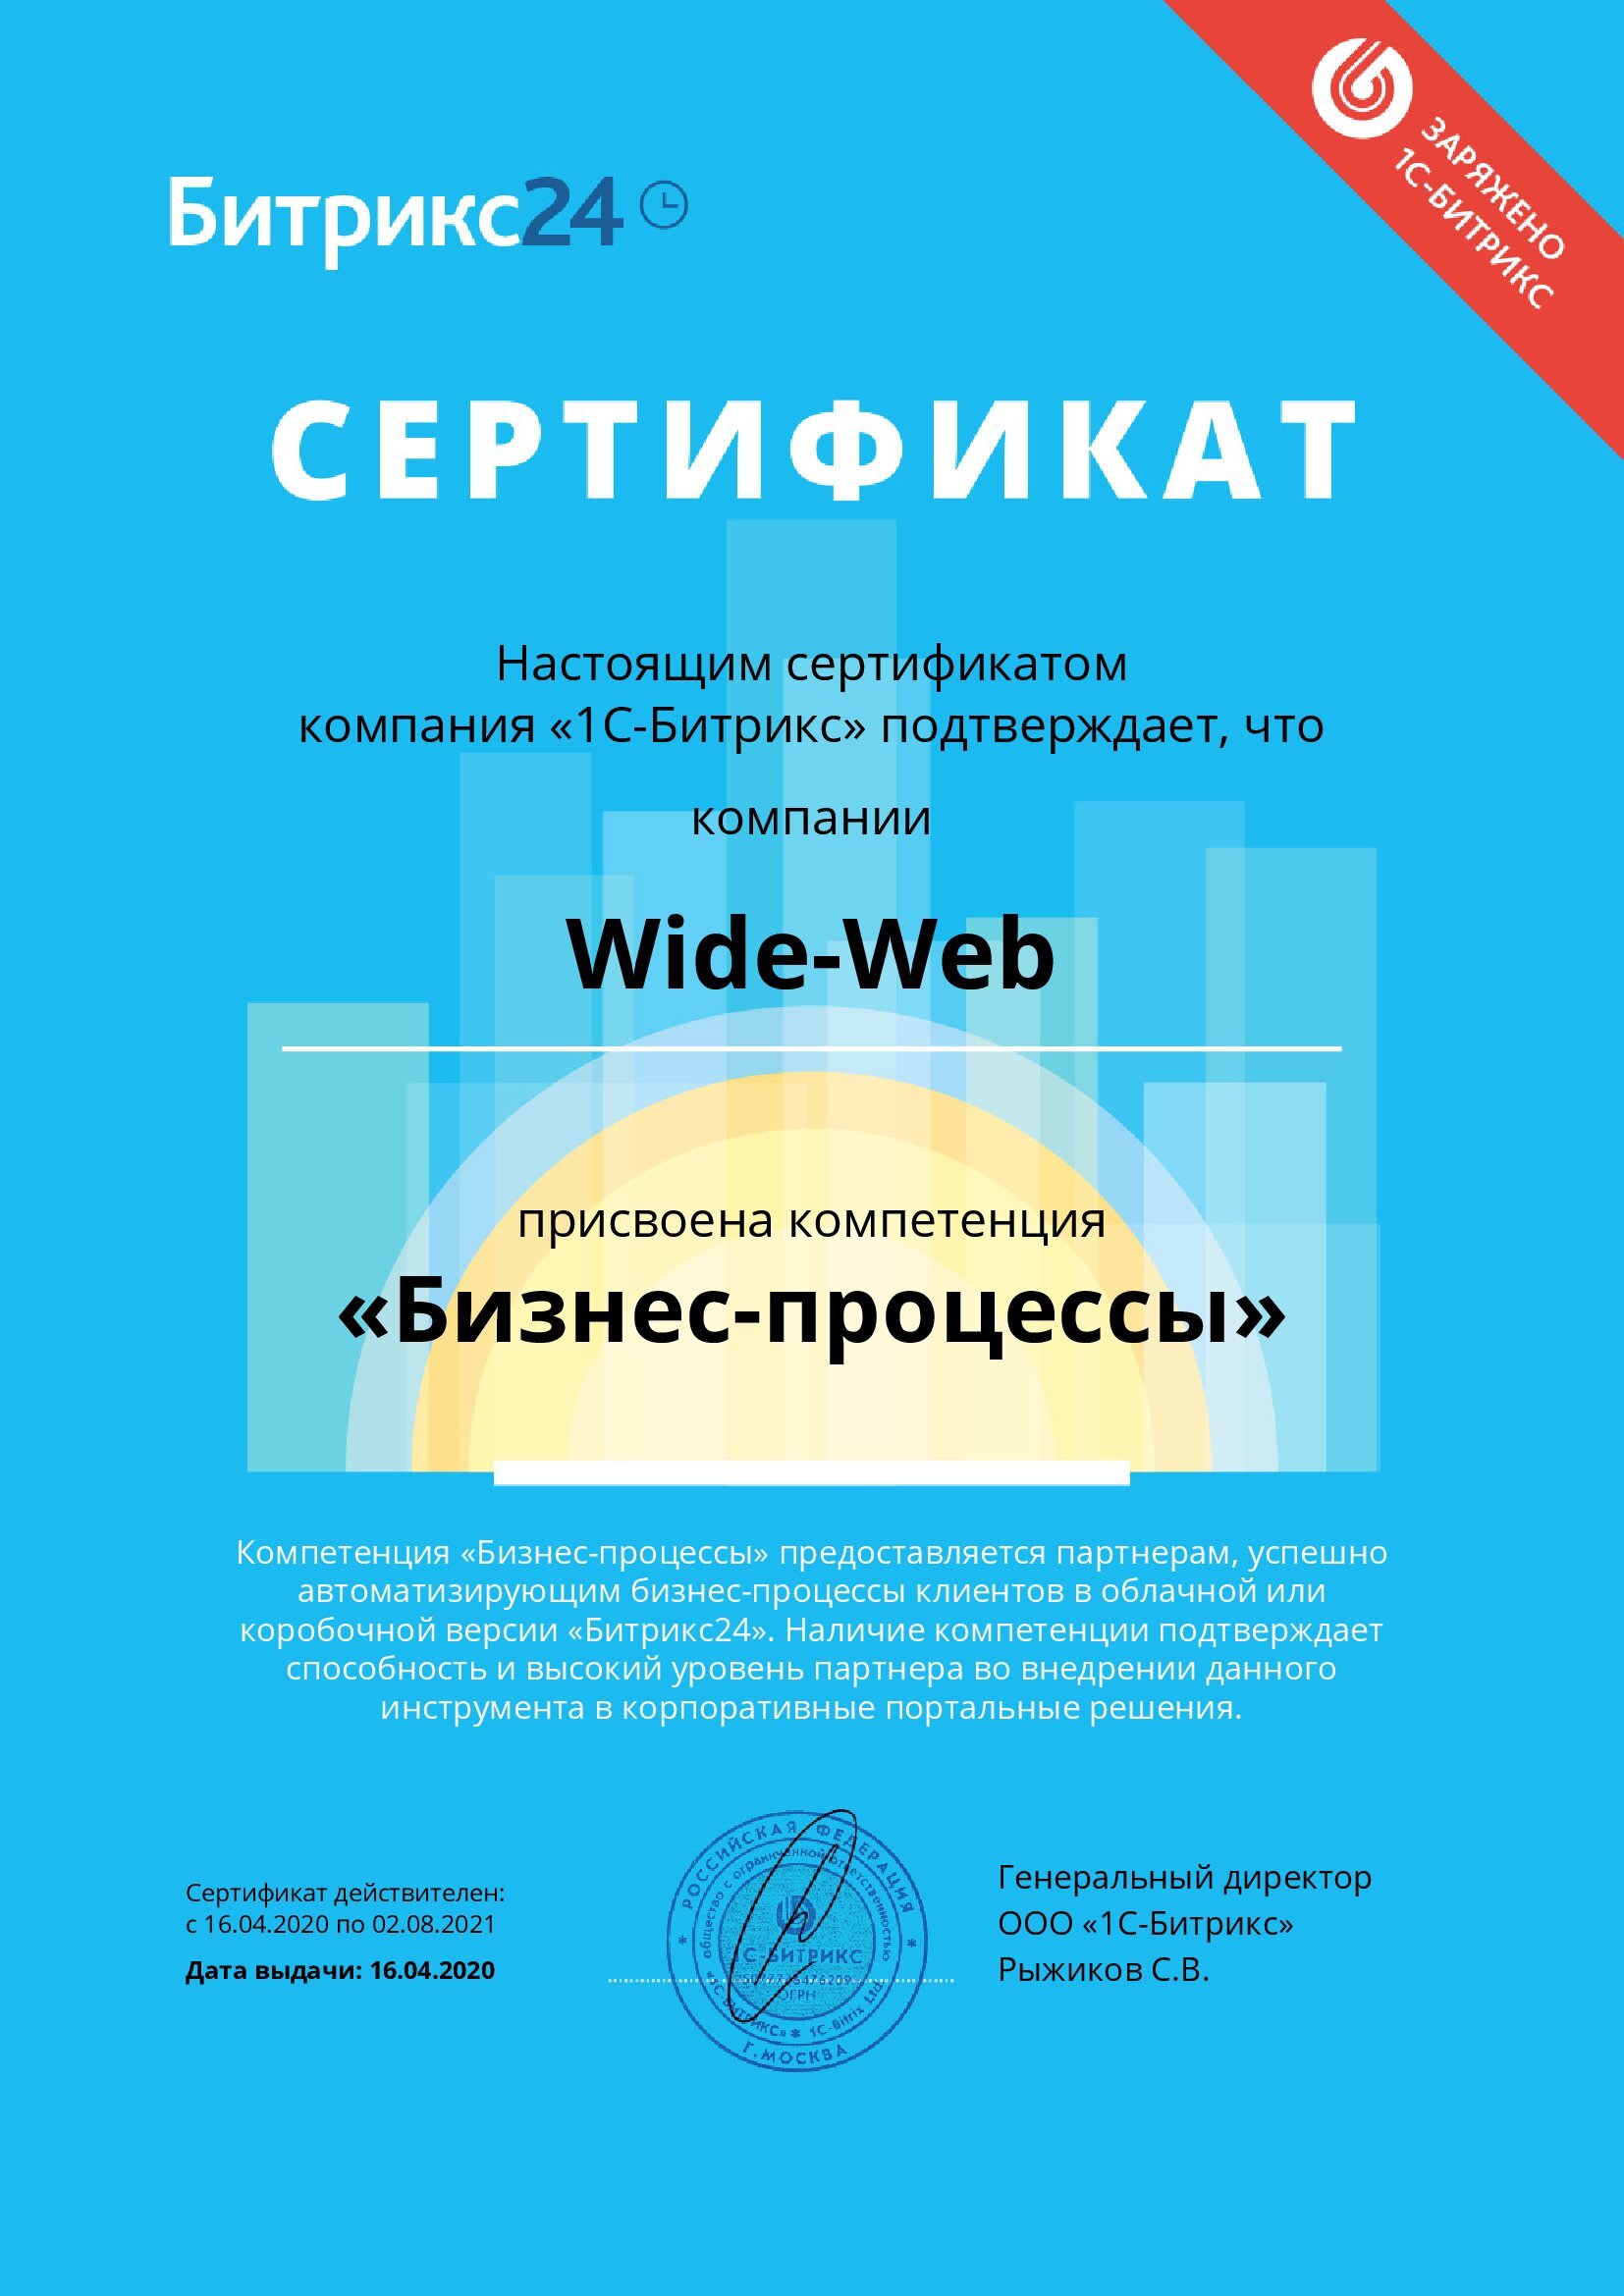 ЗАРЯЖЕНО
1С-БИТРИКС
Битрикс24
СЕРТИФИКАТ
Настоящим сертификатом
компания «1С-Битрикс» подтверждает, что
компании
Wide-Web
присвоена компетенция
«Бизнес-процессы»
Компетенция «Бизнес-процессы» предоставляется партнерам, успешно
автоматизирующим бизнес-процессы клиентов в облачной или
коробочной версии «Битрикс24». Наличие компетенции подтверждает
способность и высокий уровень партнера во внедрении данного
инструмента в корпоративные портальные решения.
Сертификат действителен:
с 16.04.2020 по 02.08.2021
Дата выдачи: 16.04.2020
РОССИЙСКАЯ ФЕДЕРАЦИЯ
общество с ограниченной ответственностью
1С-БИТРИКС
ОГРН
«1С-БИТРИКС» * 1C-Bitrix Ltd
Г.МОСКВА
Генеральный директор
ООО «1С-Битрикс»
Рыжиков С.В.